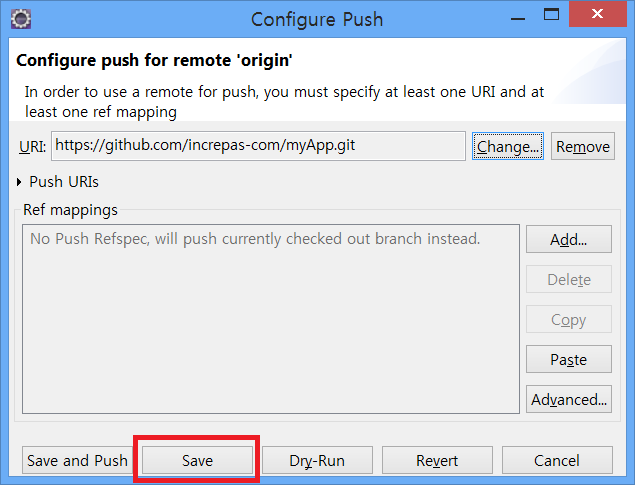 Configure Push
Configure push for remote 'origin'
In order to use a remote for push, you must specify at least one URI and at
least one ref mapping
URI: https://github.com/increpas-com/myApp.git Change... Remove
Push URIs
Ref mappings
No Push Refspec, will push currently checked out branch instead.
Add...
Delete
Copy
Paste
Advanced...
Save and Push Save Dry-Run Revert Cancel